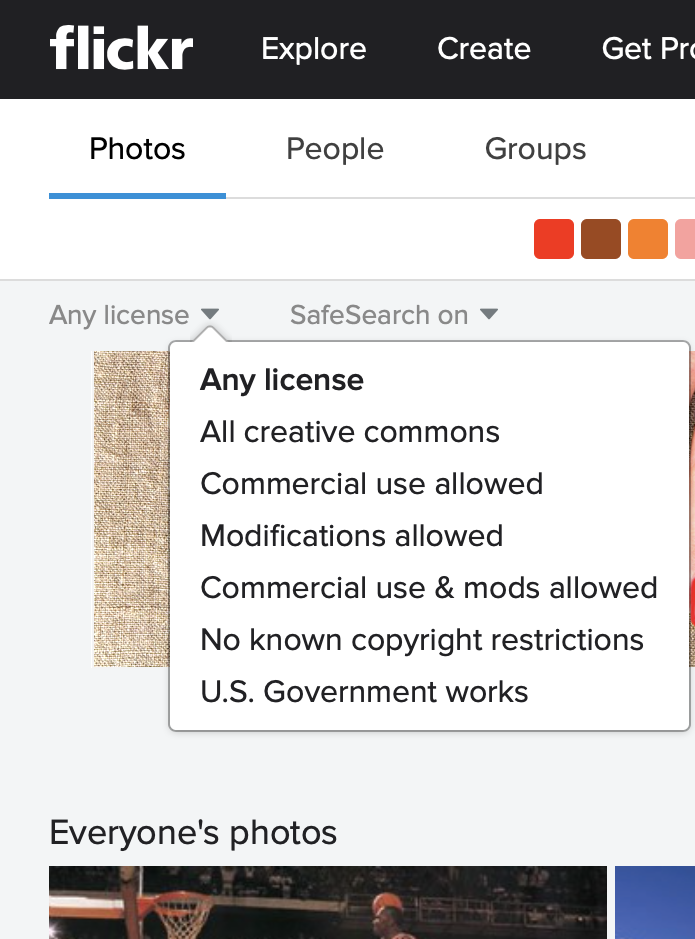 flickr Explore Create Get Pro
Photos People Groups
Any license SafeSearch on
Any license
All creative commons
Commercial use allowed
Modifications allowed
Commercial use & mods allowed
No known copyright restrictions
U.S. Government works
Everyone's photos